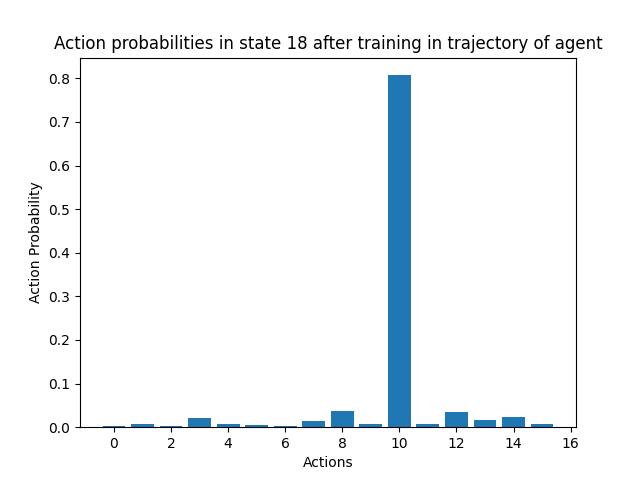 Action probabilities in state 18 after training in trajectory of agent
0.8
0.7
0.6
0.5
0.4
0.3
0.2
0.1
0.0
Action Probability
0 2 4 6 8 10 12 14 16
Actions